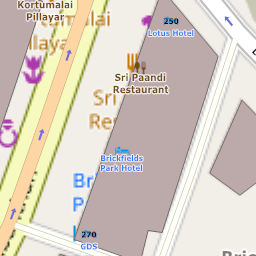 Kortumalai
Pillayar
250
Lotus Hotel
Sri Paandi
Restaurant
Brickfields
Park Hotel
270
GDS